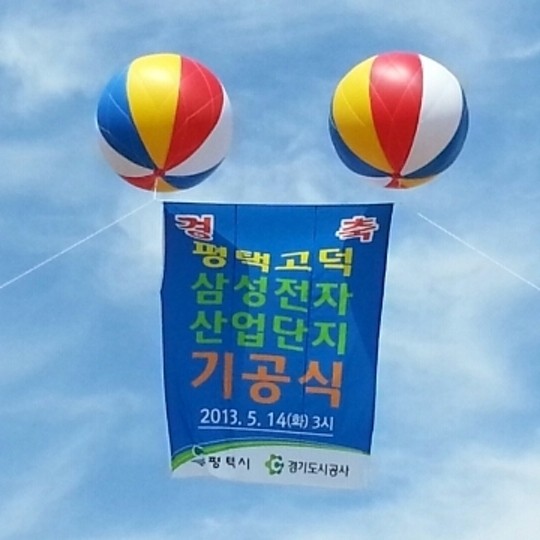 경 축
평택고덕
삼성전자
산업단지
기공식
2013. 5. 14(화) 3시
평택시 경기도시공사